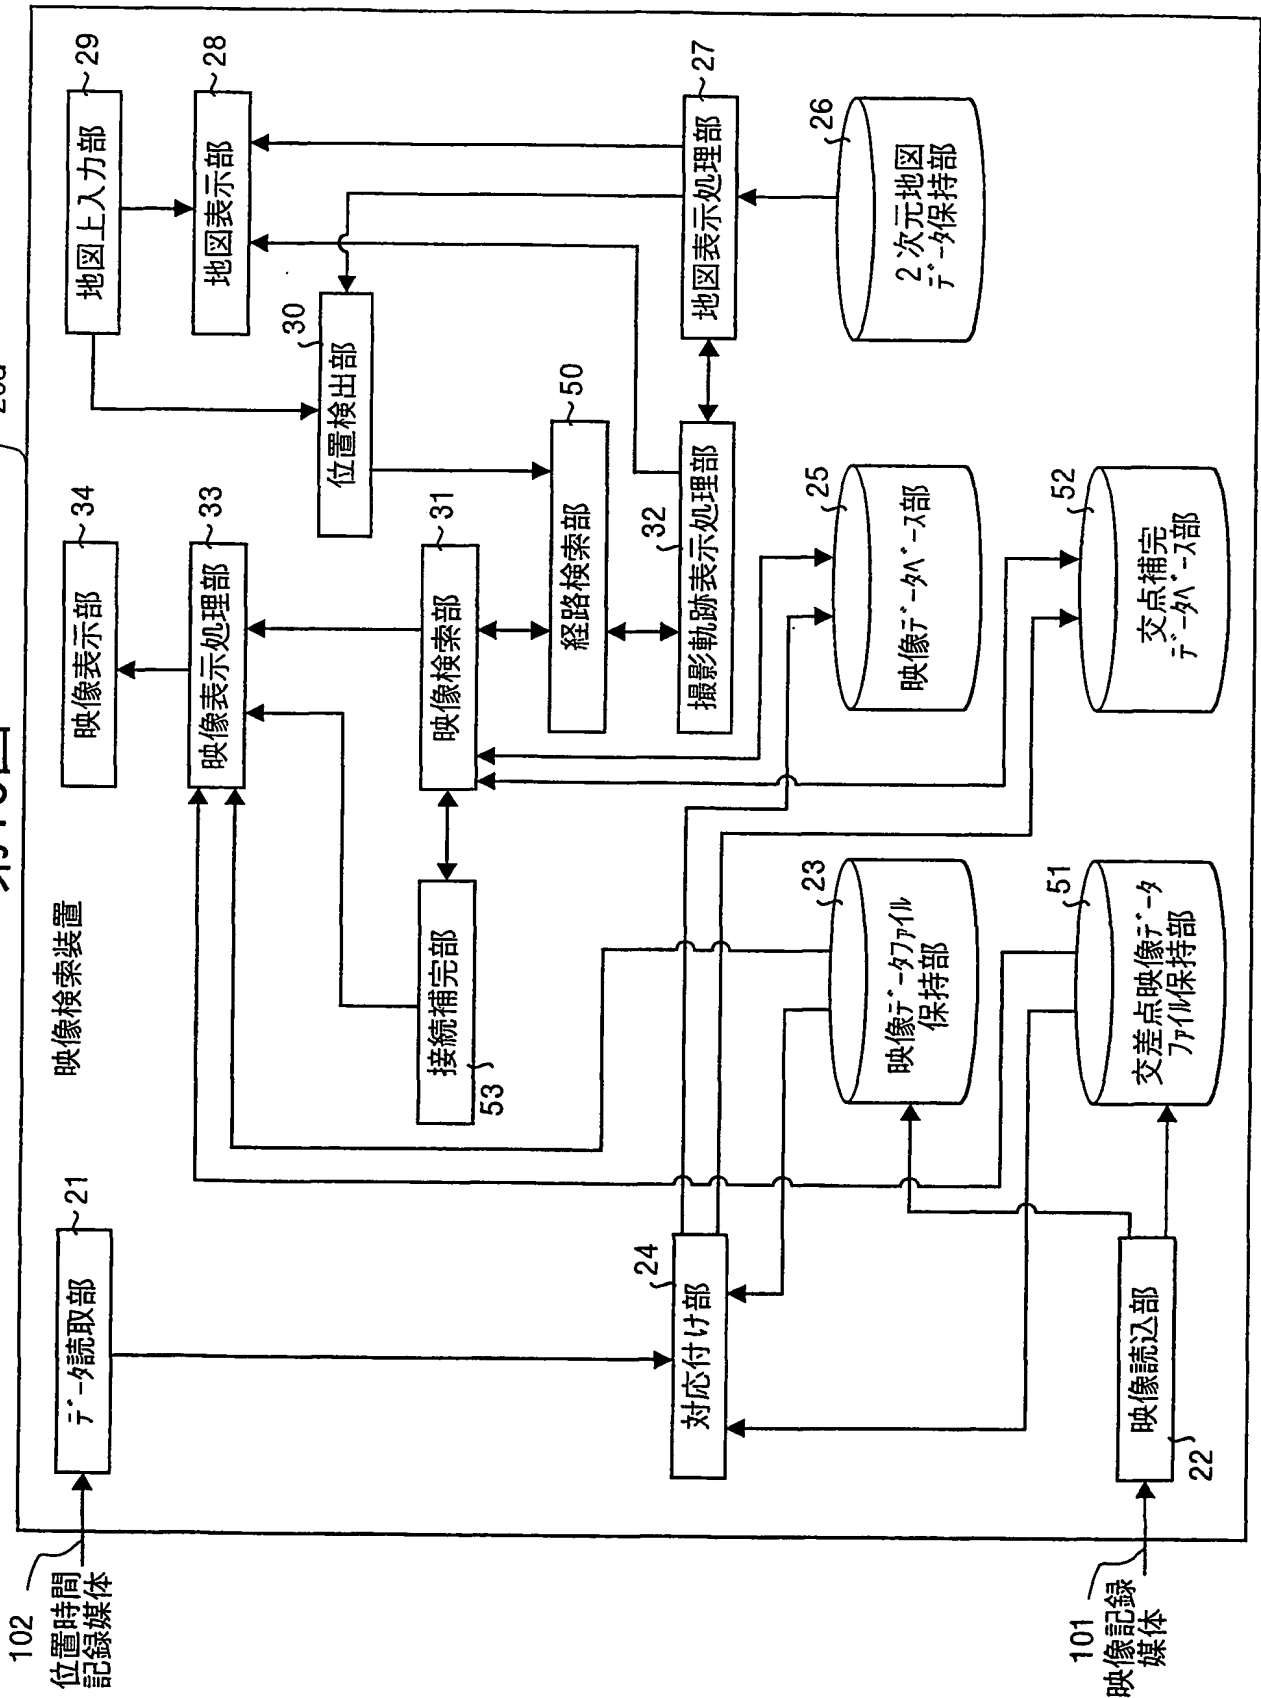 映像検索装置
102
位置時間
記録媒体
データ読取部
21
映像表示部
34
地図上入力部
29
映像表示処理部
33
地図表示部
28
位置検出部
30
接続補完部
53
映像検索部
31
経路検索部
50
対応付け部
24
撮影軌跡表示処理部
32
地図表示処理部
27
映像データファイル
保持部
23
映像データベース部
25
2次元地図
データ保持部
26
101
映像記録
媒体
映像読込部
22
交差点映像データ
ファイル保持部
51
交点補完
データベース部
52